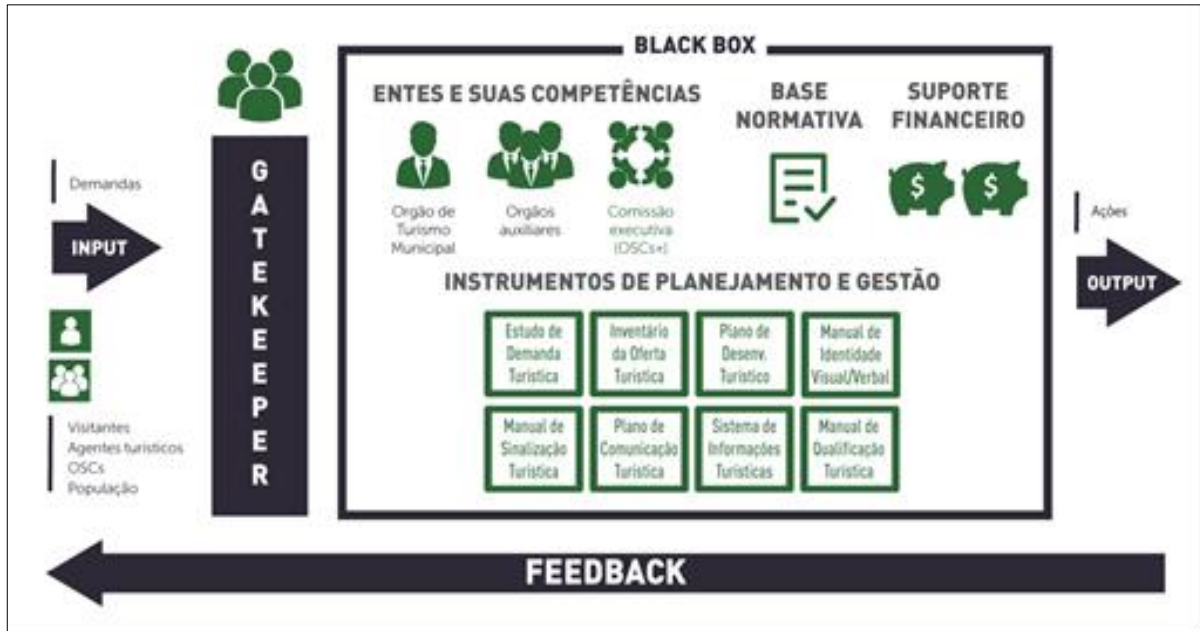 Demandas
INPUT
Visitantes
Agentes turísticos
OSCs
População
GATEKEEPER
BLACK BOX
ENTES E SUAS COMPETÊNCIAS
Orgão de
Turismo
Municipal
Orgãos
auxiliares
Comissão
executiva
(OSCs+)
BASE
NORMATIVA
SUPORTE
FINANCEIRO
$ $
INSTRUMENTOS DE PLANEJAMENTO E GESTÃO
Estudo de
Demanda
Turística
Inventário
da Oferta
Turística
Plano de
Desenv.
Turístico
Manual de
Identidade
Visual/Verbal
Manual de
Sinalização
Turística
Plano de
Comunicação
Turística
Sistema de
Informações
Turísticas
Manual de
Qualificação
Turística
Ações
OUTPUT
FEEDBACK